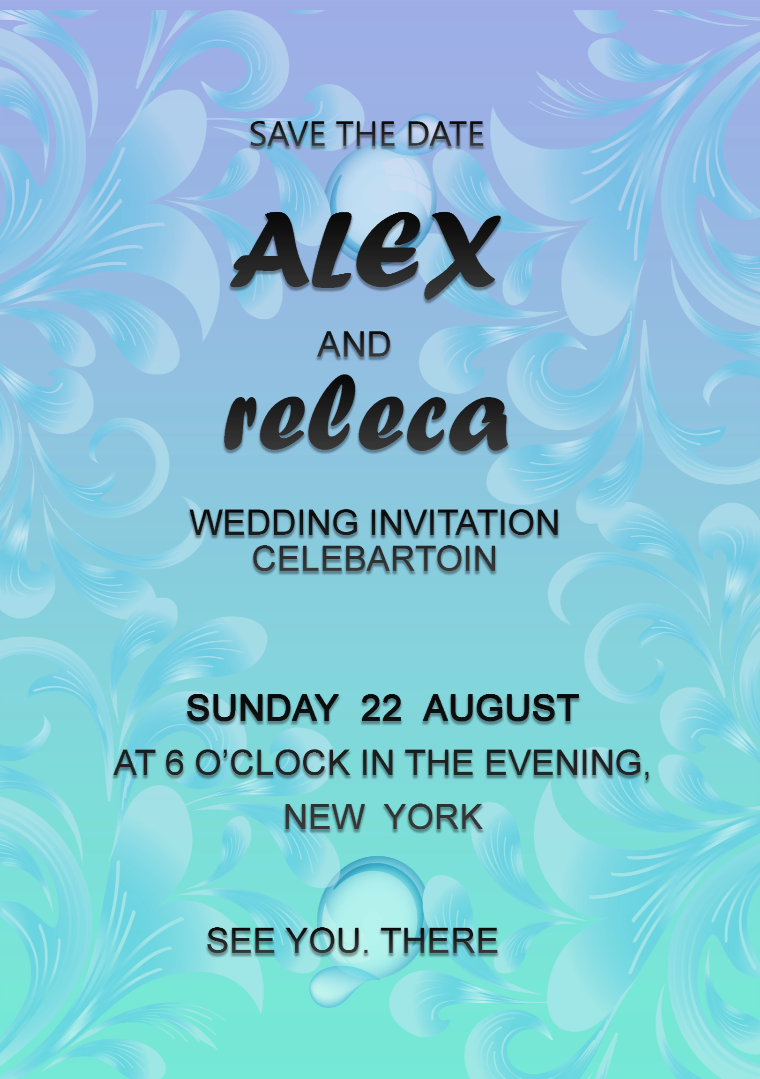 SAVE THE DATE
ALEX
AND
releca
WEDDING INVITATION
CELEBARTOIN
SUNDAY 22 AUGUST
AT 6 O’CLOCK IN THE EVENING,
NEW YORK
SEE YOU. THERE